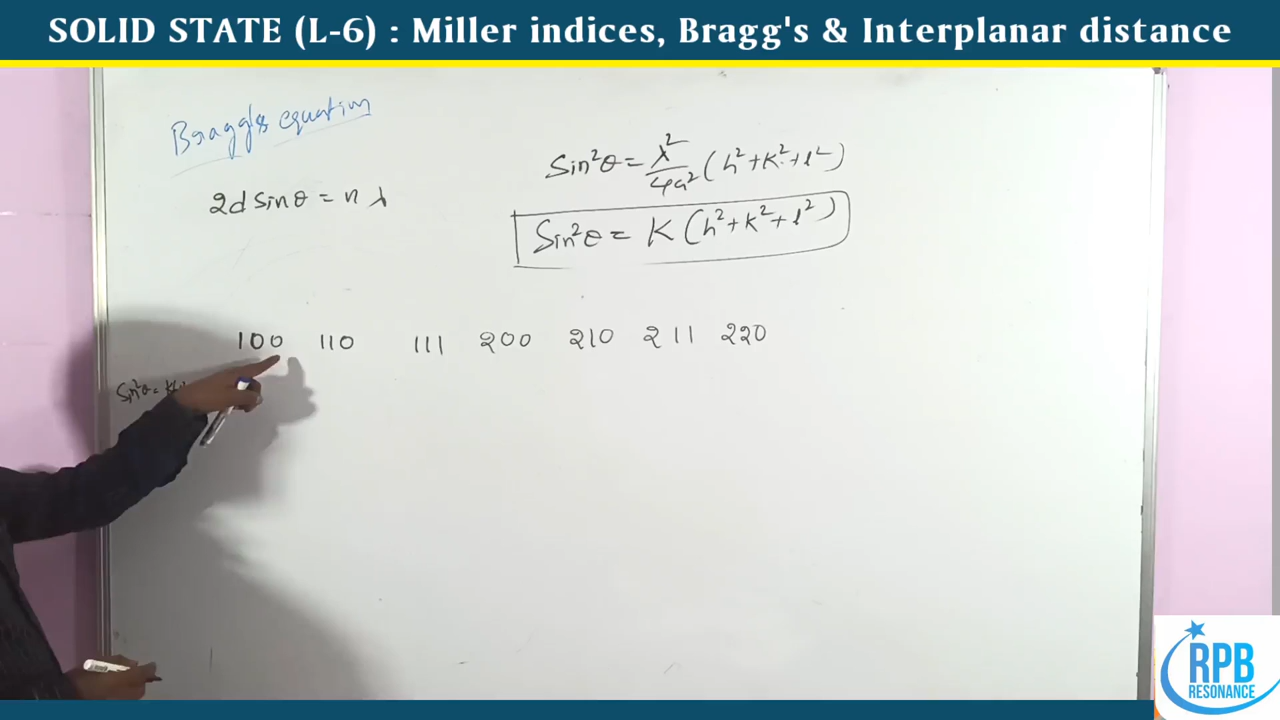 SOLID STATE (L-6) : Miller indices, Bragg's & Interplanar distance
Bragg's equation
2d Sinθ = n λ
Sin²θ = λ²/4a² (h²+k²+l²)
Sin²θ = K (h²+k²+l²)
100 110 111 200 210 211 220
Sin²θ =
RPB
RESONANCE